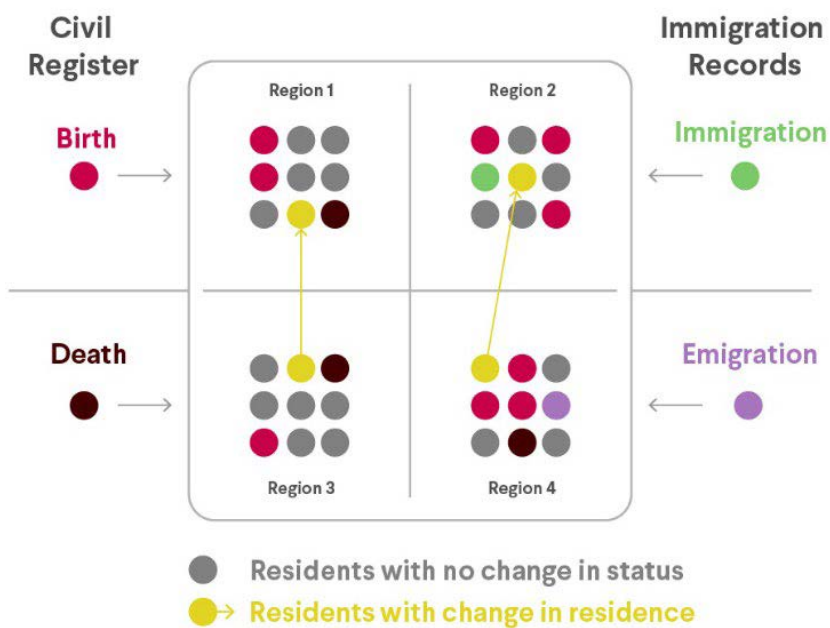 Civil
Register
Immigration
Records
Region 1
Region 2
Birth
Immigration
Death
Emigration
Region 3
Region 4
Residents with no change in status
Residents with change in residence